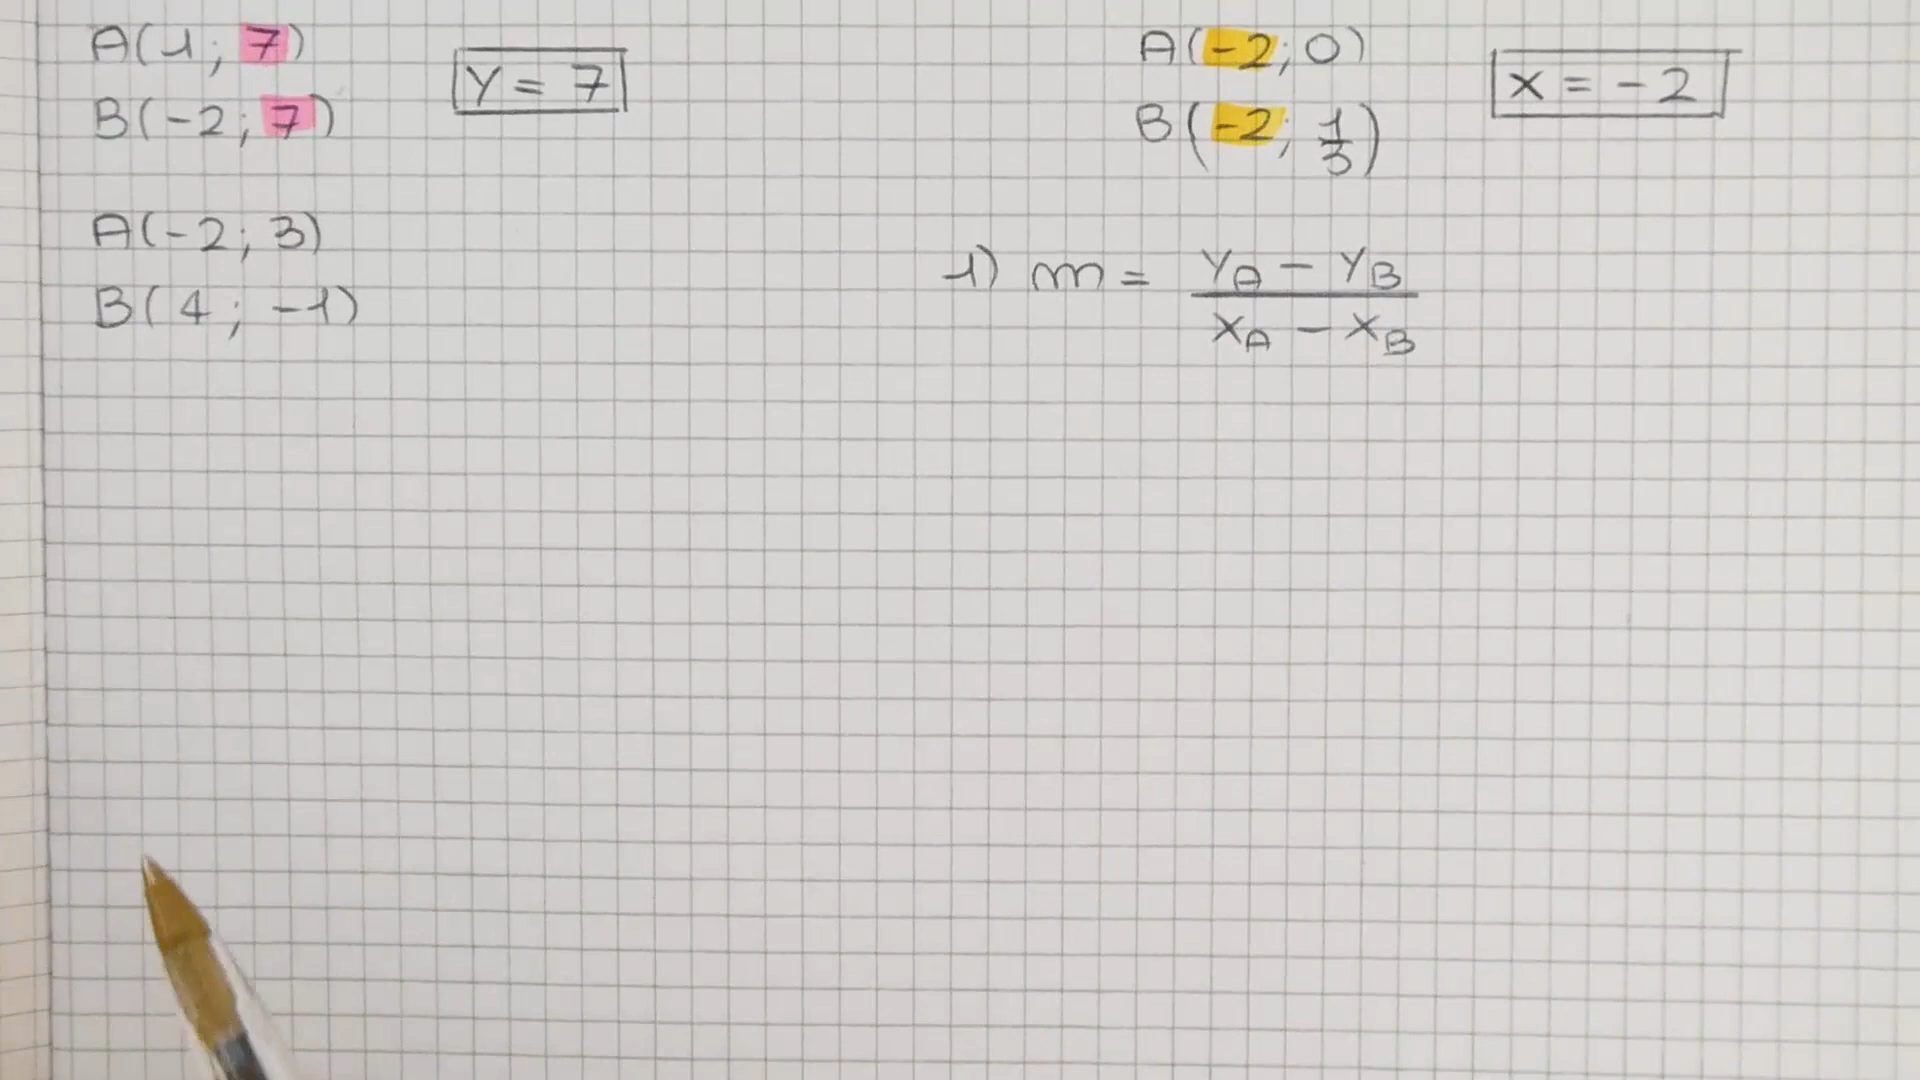 A(1; 7)
B(-2; 7)
Y = 7
A(-2; 0)
B(-2; 1/3)
x = -2
A(-2; 3)
B(4; -1)
1) m = (YA - YB)/(XA - XB)